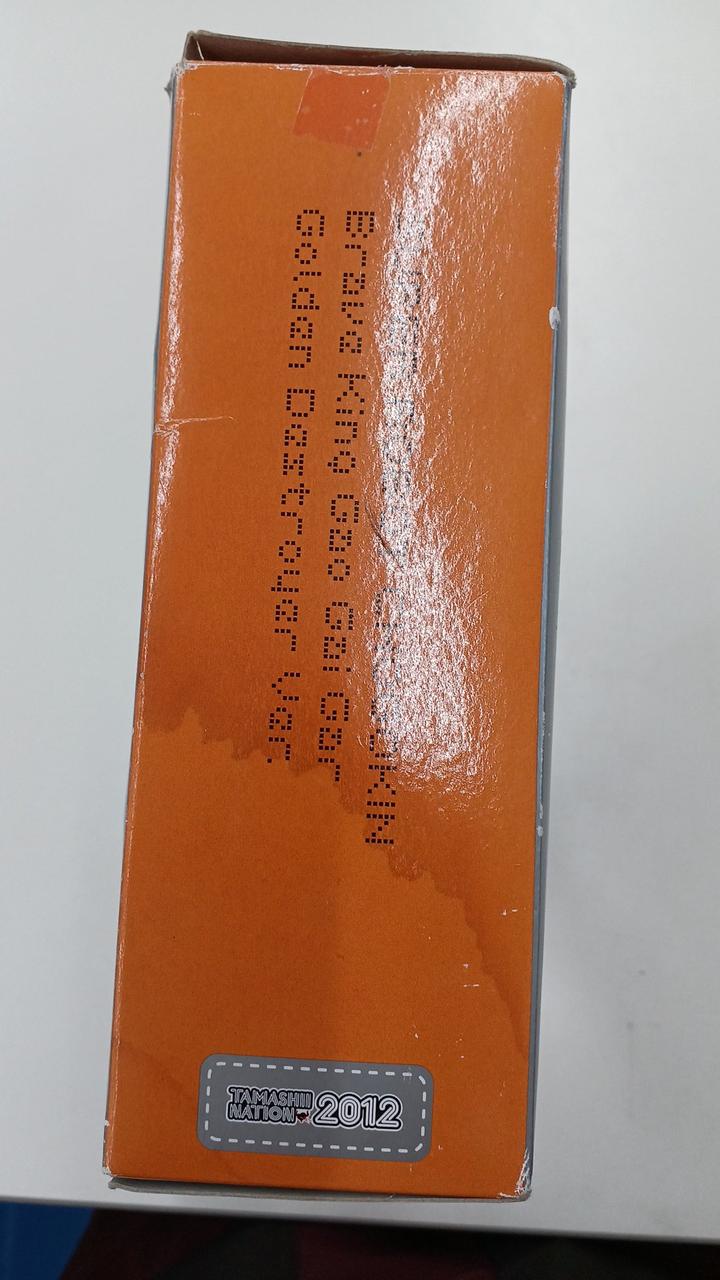 Brave King Gao Gai Gar
Golden Destroyer Ver.
TAMASHII
NATION 2012